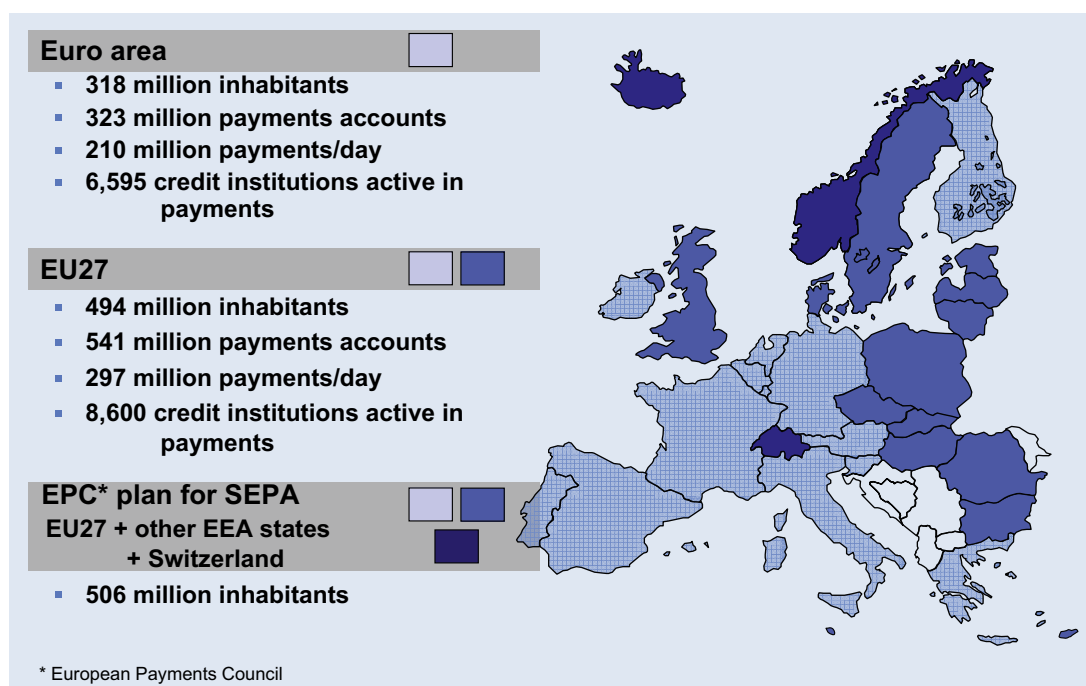 Euro area
▪ 318 million inhabitants
▪ 323 million payments accounts
▪ 210 million payments/day
▪ 6,595 credit institutions active in
payments
EU27
▪ 494 million inhabitants
▪ 541 million payments accounts
▪ 297 million payments/day
▪ 8,600 credit institutions active in
payments
EPC* plan for SEPA
EU27 + other EEA states
+ Switzerland
▪ 506 million inhabitants
* European Payments Council